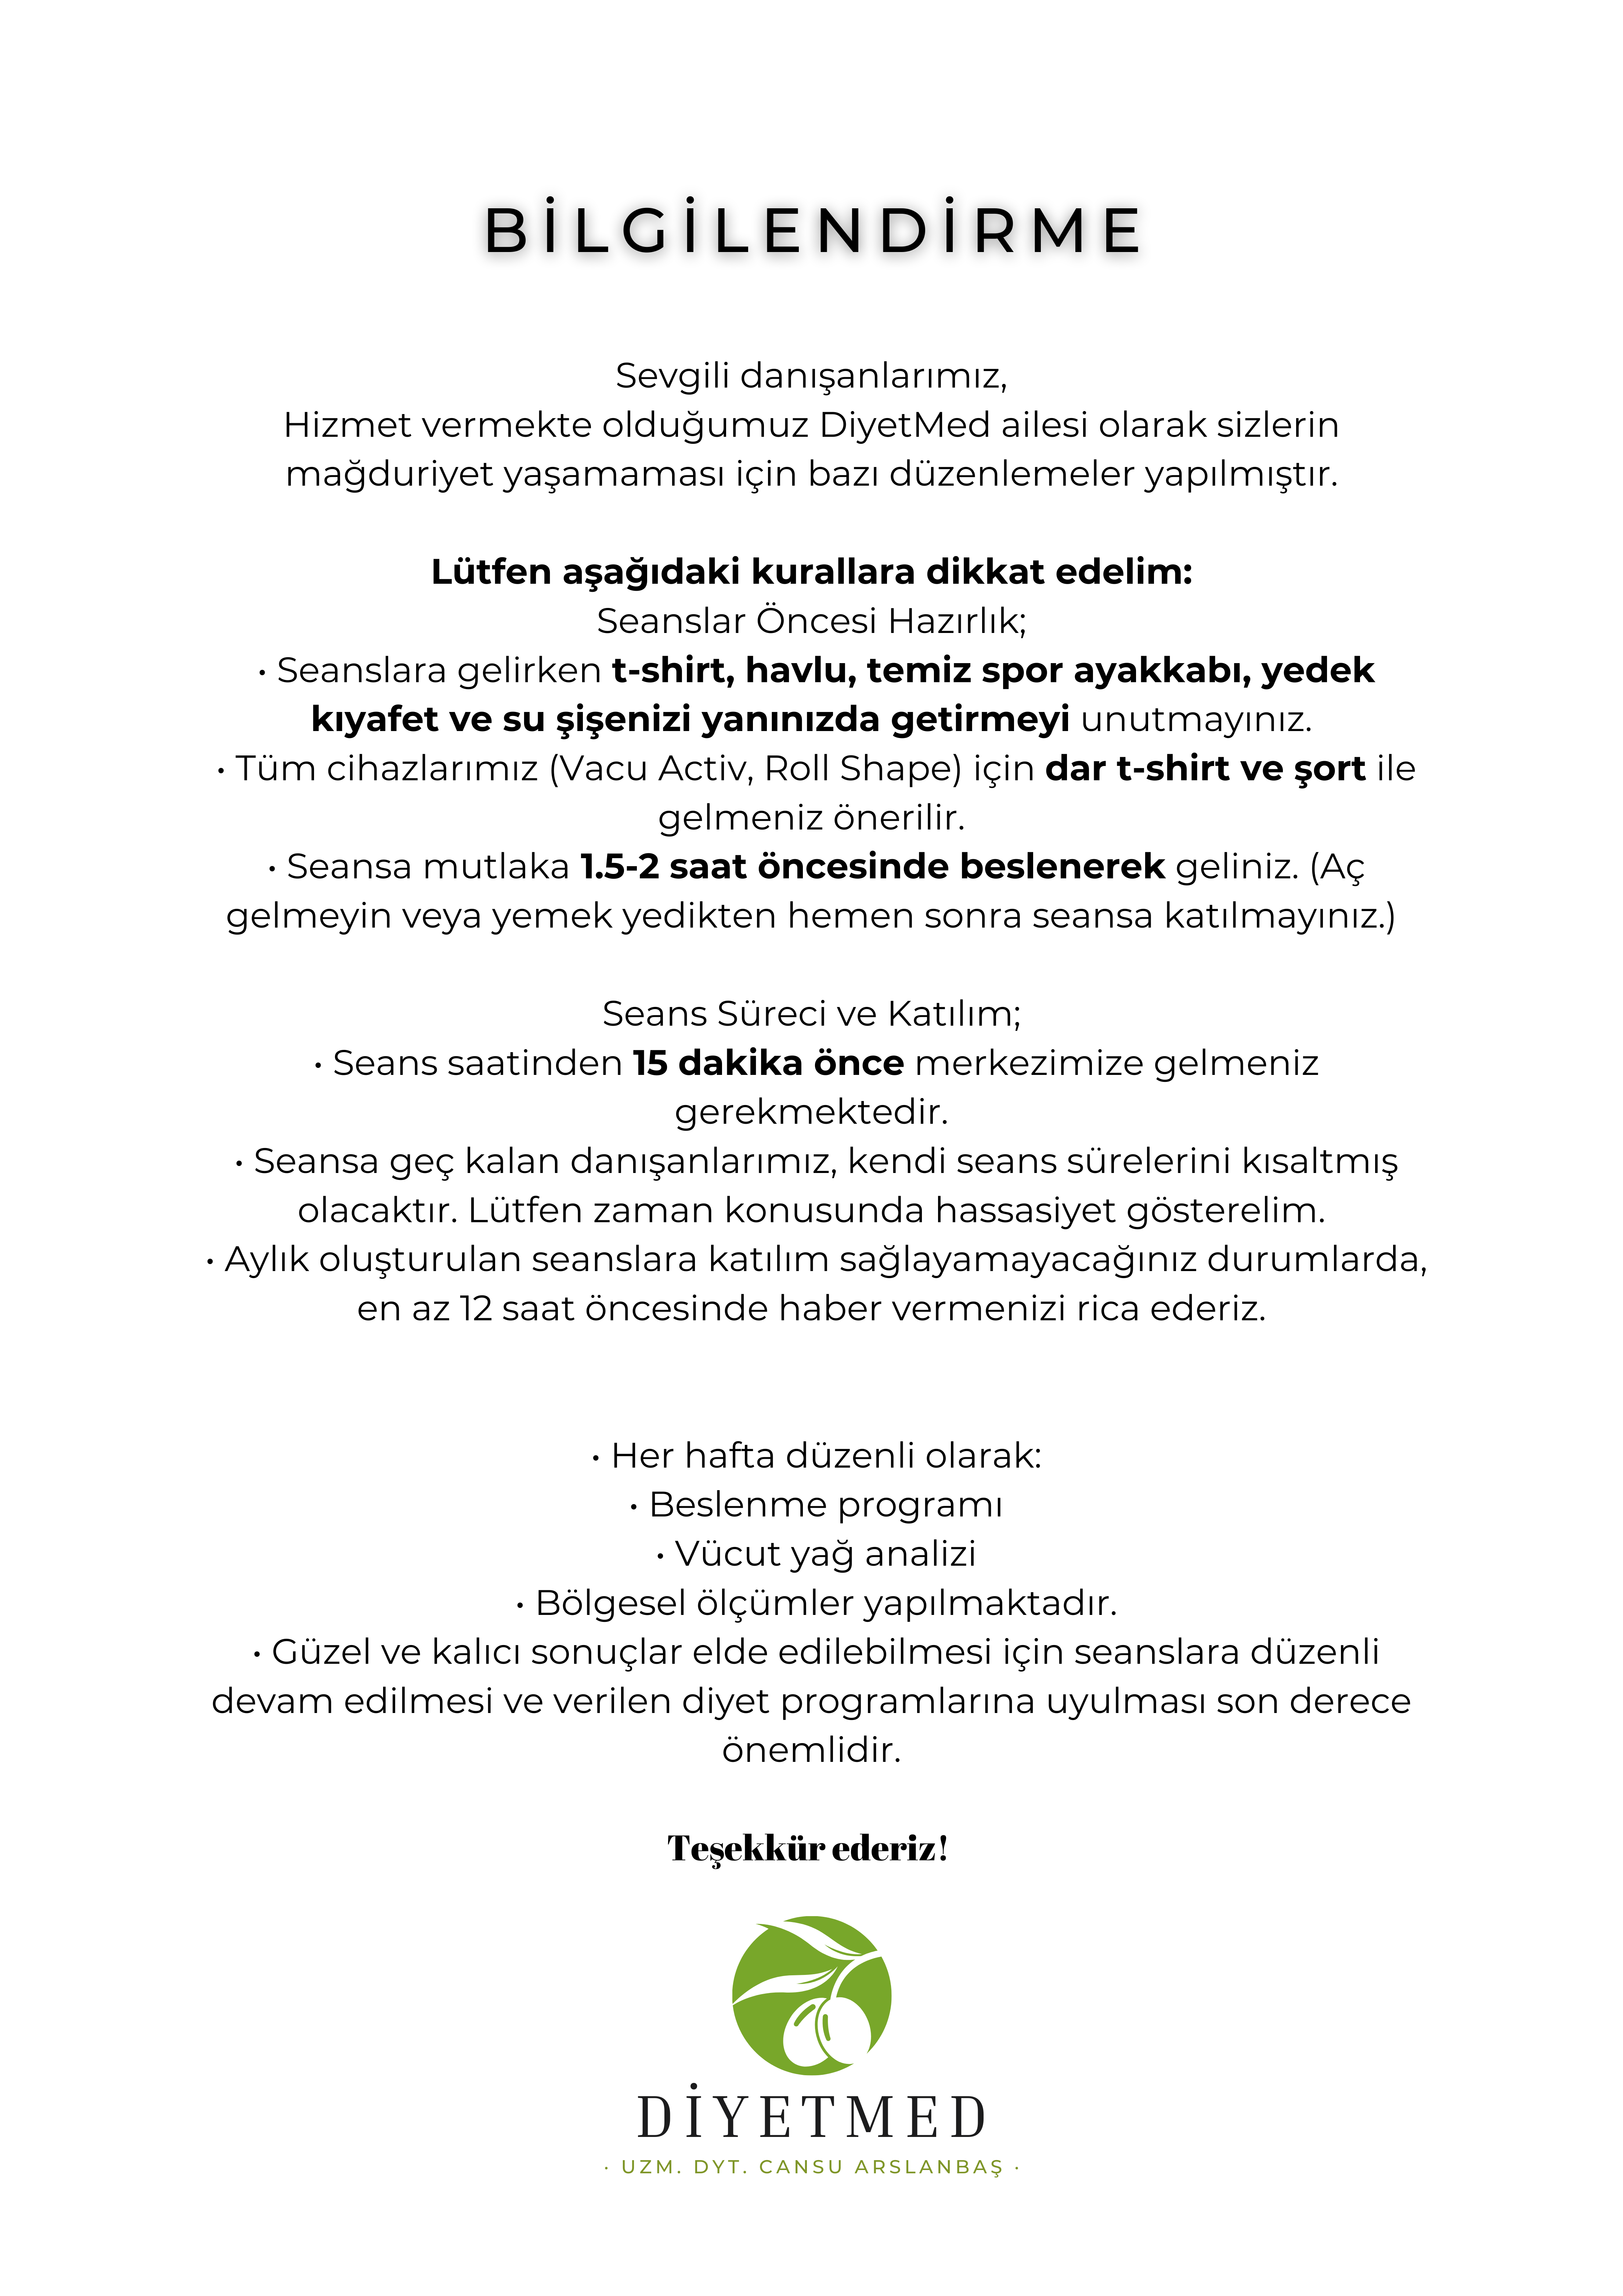 BİLGİLENDİRME
Sevgili danışanlarımız,
Hizmet vermekte olduğumuz DiyetMed ailesi olarak sizlerin
mağduriyet yaşamaması için bazı düzenlemeler yapılmıştır.
Lütfen aşağıdaki kurallara dikkat edelim:
Seanslar Öncesi Hazırlık;
• Seanslara gelirken t-shirt, havlu, temiz spor ayakkabı, yedek
kıyafet ve su şişenizi yanınızda getirmeyi unutmayınız.
• Tüm cihazlarımız (Vacu Activ, Roll Shape) için dar t-shirt ve şort ile
gelmeniz önerilir.
• Seansa mutlaka 1.5-2 saat öncesinde beslenerek geliniz. (Aç
gelmeyin veya yemek yedikten hemen sonra seansa katılmayınız.)
Seans Süreci ve Katılım;
• Seans saatinden 15 dakika önce merkezimize gelmeniz
gerekmektedir.
• Seansa geç kalan danışanlarımız, kendi seans sürelerini kısaltmış
olacaktır. Lütfen zaman konusunda hassasiyet gösterelim.
• Aylık oluşturulan seanslara katılım sağlayamayacağınız durumlarda,
en az 12 saat öncesinde haber vermenizi rica ederiz.
• Her hafta düzenli olarak:
• Beslenme programı
• Vücut yağ analizi
• Bölgesel ölçümler yapılmaktadır.
• Güzel ve kalıcı sonuçlar elde edilebilmesi için seanslara düzenli
devam edilmesi ve verilen diyet programlarına uyulması son derece
önemlidir.
Teşekkür ederiz!
DİYETMED
· UZM. DYT. CANSU ARSLANBAŞ ·